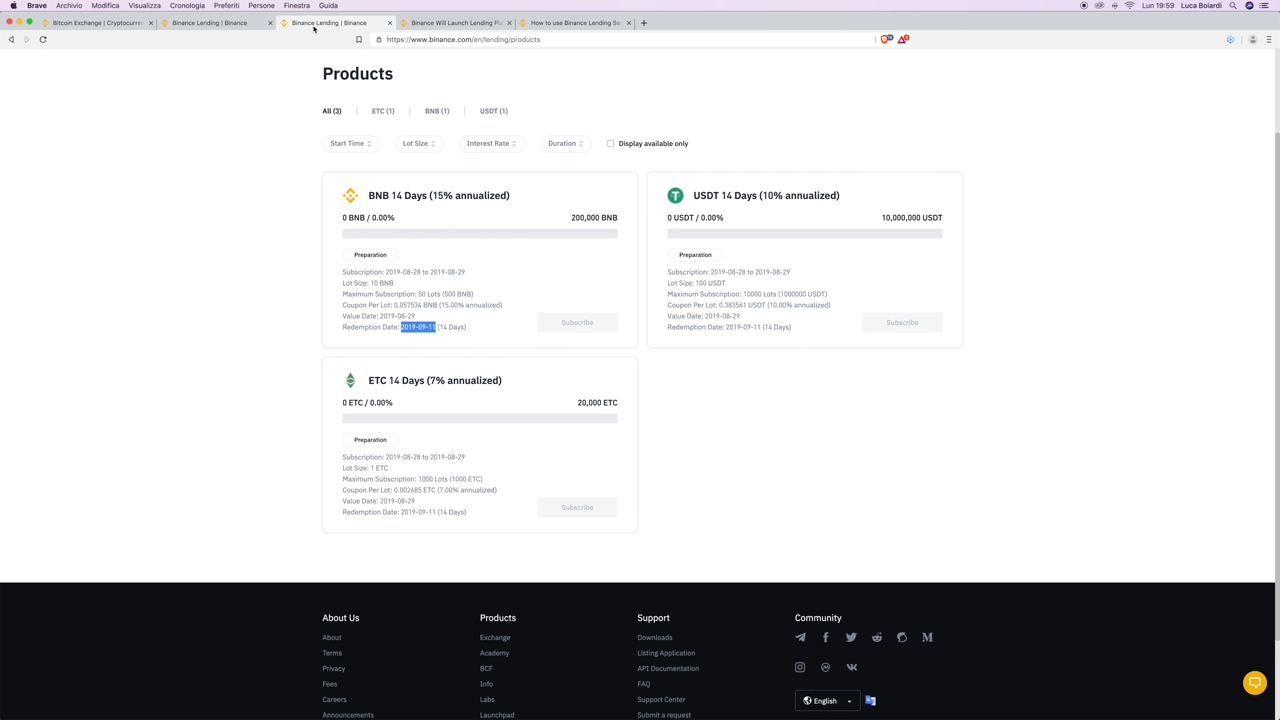 Brave Archivio Modifica Visualizza Cronologia Preferiti Persone Finestra Guida Lun 19:59 Luca Boiardi
Bitcoin Exchange | Cryptocurren Binance Lending | Binance Binance Lending | Binance Binance Will Launch Lending Pl How to use Binance Lending Se
https://www.binance.com/en/lending/products
Products
All (3) ETC (1) BNB (1) USDT (1)
Start Time Lot Size Interest Rate Duration Display available only
BNB 14 Days (15% annualized)
0 BNB / 0.00% 200,000 BNB
Preparation
Subscription: 2019-08-28 to 2019-08-29
Lot Size: 10 BNB
Maximum Subscription: 50 Lots (500 BNB)
Coupon Per Lot: 0.057534 BNB (15.00% annualized)
Value Date: 2019-08-29
Redemption Date: 2019-09-11 (14 Days)
Subscribe
USDT 14 Days (10% annualized)
0 USDT / 0.00% 10,000,000 USDT
Preparation
Subscription: 2019-08-28 to 2019-08-29
Lot Size: 100 USDT
Maximum Subscription: 10000 Lots (1000000 USDT)
Coupon Per Lot: 0.383561 USDT (10.00% annualized)
Value Date: 2019-08-29
Redemption Date: 2019-09-11 (14 Days)
Subscribe
ETC 14 Days (7% annualized)
0 ETC / 0.00% 20,000 ETC
Preparation
Subscription: 2019-08-28 to 2019-08-29
Lot Size: 1 ETC
Maximum Subscription: 1000 Lots (1000 ETC)
Coupon Per Lot: 0.002685 ETC (7.00% annualized)
Value Date: 2019-08-29
Redemption Date: 2019-09-11 (14 Days)
Subscribe
About Us
About
Terms
Privacy
Fees
Careers
Announcements
Products
Exchange
Academy
BCF
Info
Labs
Launchpad
Support
Downloads
Listing Application
API Documentation
FAQ
Support Center
Submit a request
Community
English